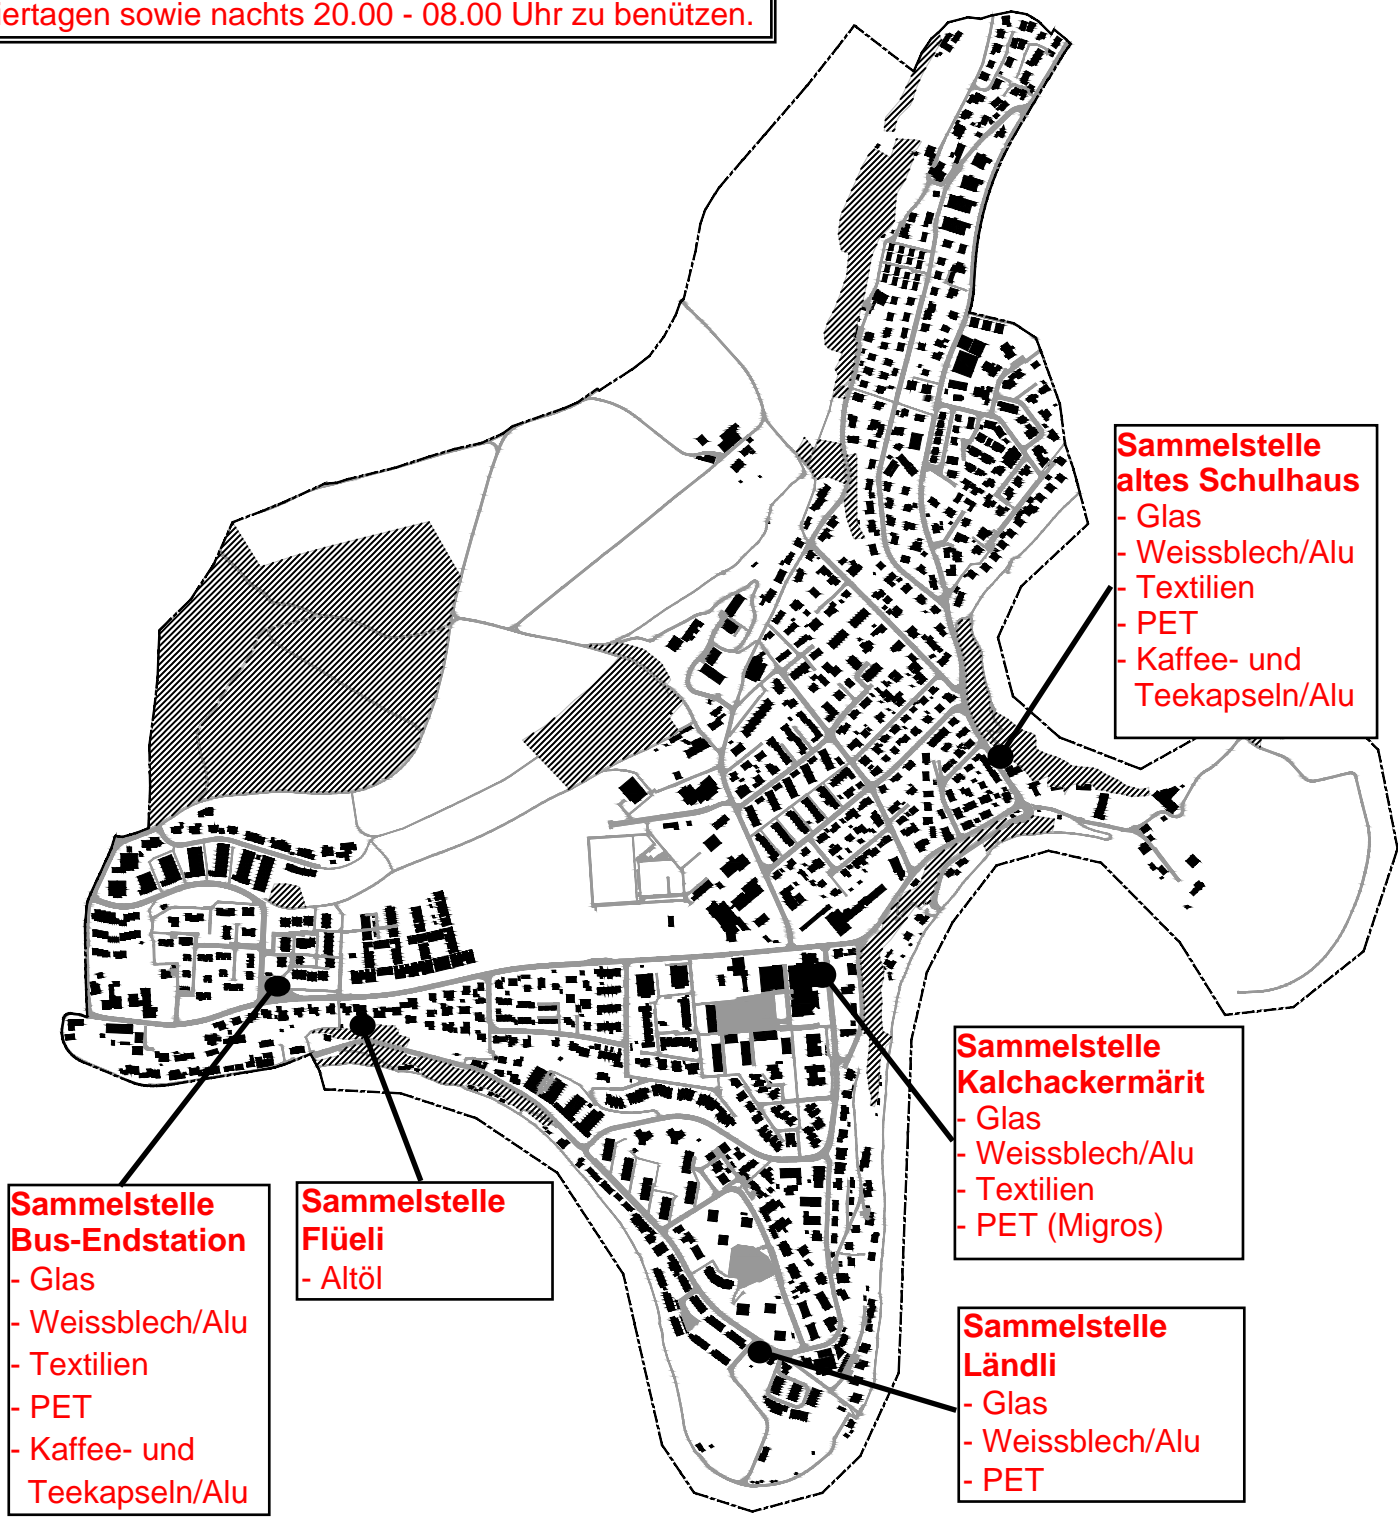 sowie nachts 20.00 - 08.00 Uhr zu benützen.
Sammelstelle
altes Schulhaus
- Glas
- Weissblech/Alu
- Textilien
- PET
- Kaffee- und
Teekapseln/Alu
Sammelstelle
Kalchackermärit
- Glas
- Weissblech/Alu
- Textilien
- PET (Migros)
Sammelstelle
Bus-Endstation
- Glas
- Weissblech/Alu
- Textilien
- PET
- Kaffee- und
Teekapseln/Alu
Sammelstelle
Flüeli
- Altöl
Sammelstelle
Ländli
- Glas
- Weissblech/Alu
- PET